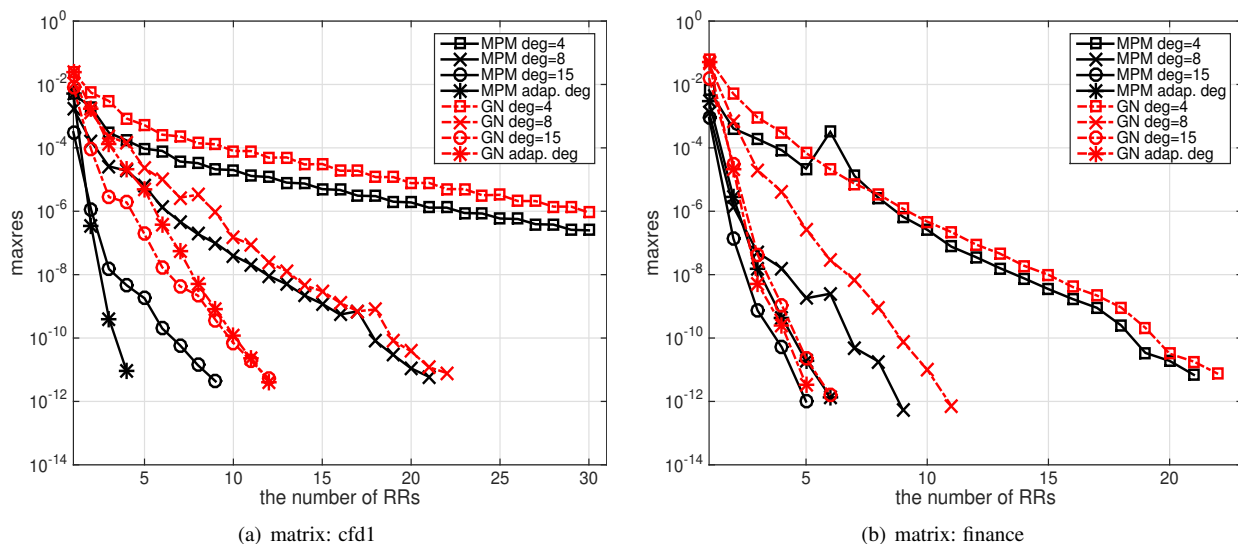 10^0
10^-2
10^-4
10^-6
10^-8
10^-10
10^-12
10^-14
maxres
5 10 15 20 25 30
the number of RRs
MPM deg=4
MPM deg=8
MPM deg=15
MPM adap. deg
GN deg=4
GN deg=8
GN deg=15
GN adap. deg
(a) matrix: cfd1
10^0
10^-2
10^-4
10^-6
10^-8
10^-10
10^-12
10^-14
maxres
5 10 15 20
the number of RRs
MPM deg=4
MPM deg=8
MPM deg=15
MPM adap. deg
GN deg=4
GN deg=8
GN deg=15
GN adap. deg
(b) matrix: finance